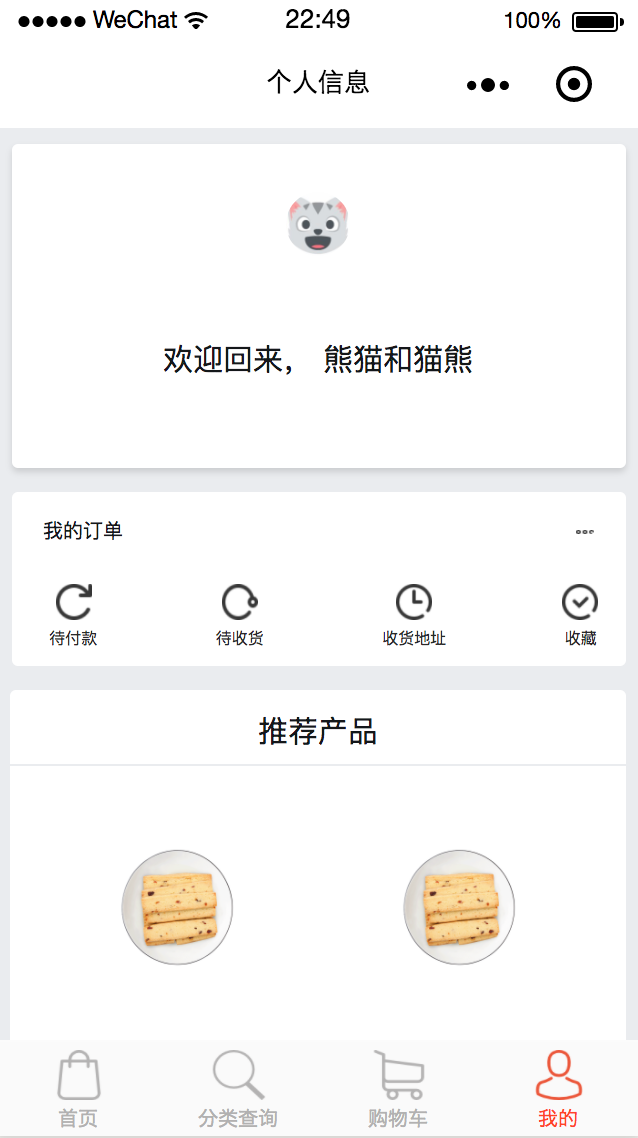 ●●●●● WeChat 22:49 100%
个人信息
欢迎回来， 熊猫和猫熊
我的订单
待付款 待收货 收货地址 收藏
推荐产品
首页 分类查询 购物车 我的